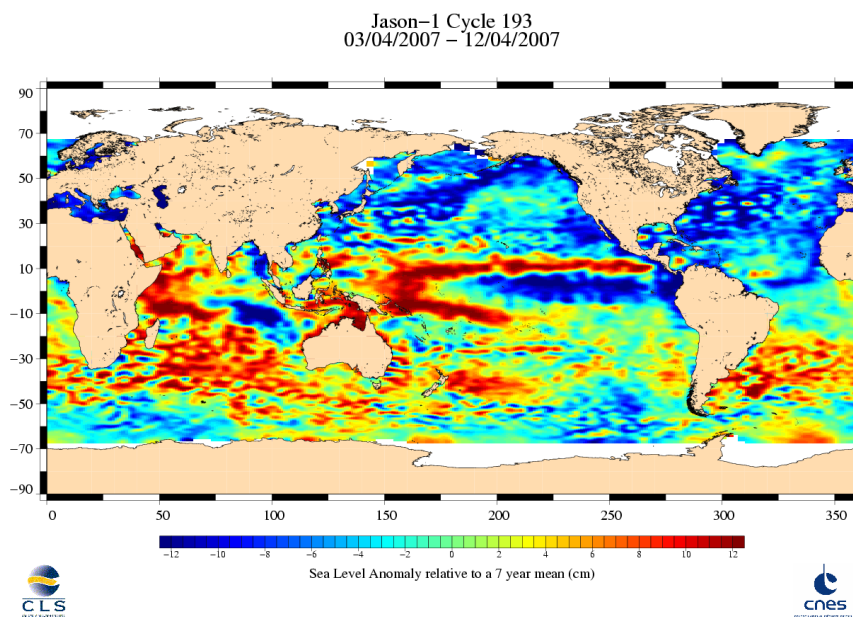 Jason−1 Cycle 193
03/04/2007 − 12/04/2007
90
70
50
30
10
−10
−30
−50
−70
−90
0 50 100 150 200 250 300 350
−12 −10 −8 −6 −4 −2 0 2 4 6 8 10 12
Sea Level Anomaly relative to a 7 year mean (cm)
CLS
cnes